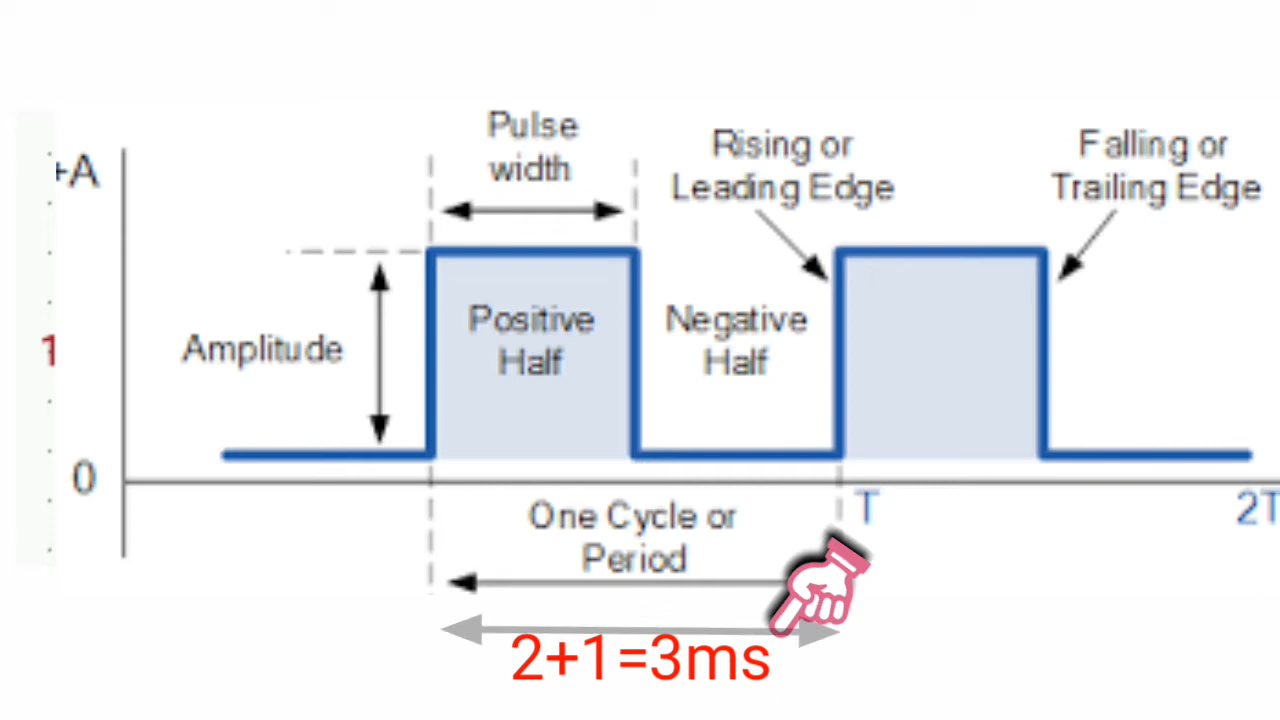 Pulse
width
Rising or
Leading Edge
Falling or
Trailing Edge
+A
Positive
Half
Negative
Half
Amplitude
1
0
One Cycle or
Period
T
2T
2+1=3ms